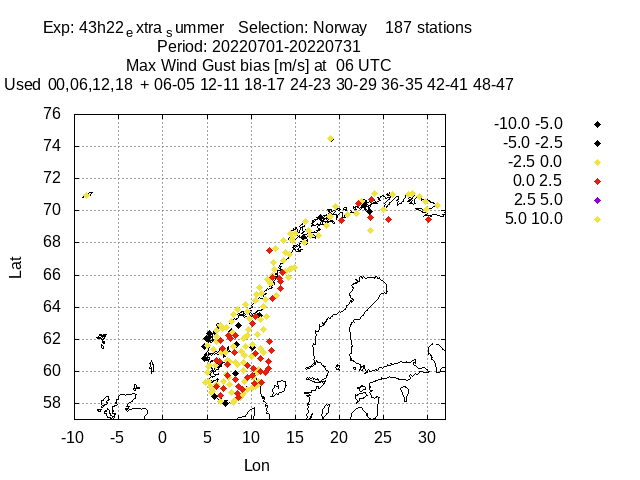 Exp: 43h22extrasummer   Selection: Norway    187 stations
Period: 20220701-20220731
Max Wind Gust bias [m/s] at  06 UTC
Used  00,06,12,18  + 06-05 12-11 18-17 24-23 30-29 36-35 42-41 48-47
-10.0 -5.0
-5.0 -2.5
-2.5 0.0
0.0 2.5
2.5 5.0
5.0 10.0
76
74
72
70
68
66
64
62
60
58
Lat
-10 -5 0 5 10 15 20 25 30
Lon